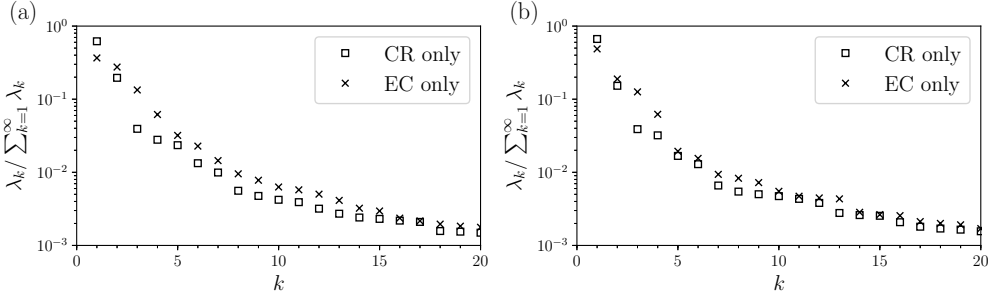 (a)
10^0
10^{-1}
10^{-2}
10^{-3}
λ_k / ∑_{k=1}^∞ λ_k
CR only
EC only
0 5 10 15 20
k
(b)
10^0
10^{-1}
10^{-2}
10^{-3}
λ_k / ∑_{k=1}^∞ λ_k
CR only
EC only
0 5 10 15 20
k